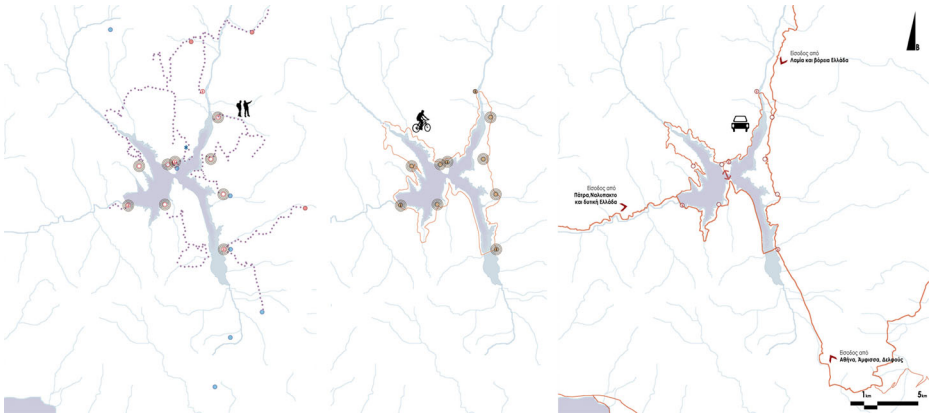 Β
Είσοδος από
Λαμία και βόρεια Ελλάδα
Είσοδος από
Πάτρα,Ναύπακτο
και δυτική Ελλάδα
Είσοδος από
Αθήνα, Άμφισσα, Δελφούς
1km
5km